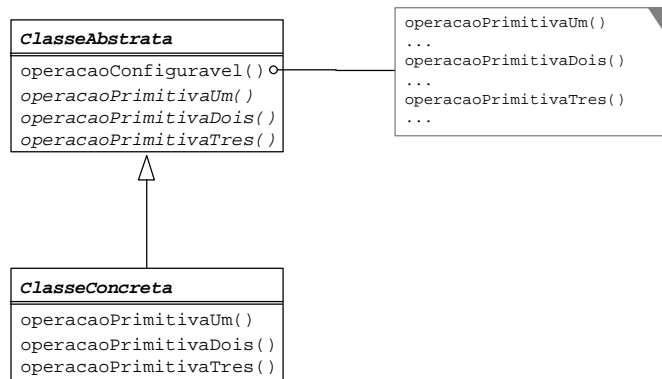 ClasseAbstrata
operacaoConfiguravel()
operacaoPrimitivaUm()
operacaoPrimitivaDois()
operacaoPrimitivaTres()
operacaoPrimitivaUm()
...
operacaoPrimitivaDois()
...
operacaoPrimitivaTres()
...
ClasseConcreta
operacaoPrimitivaUm()
operacaoPrimitivaDois()
operacaoPrimitivaTres()